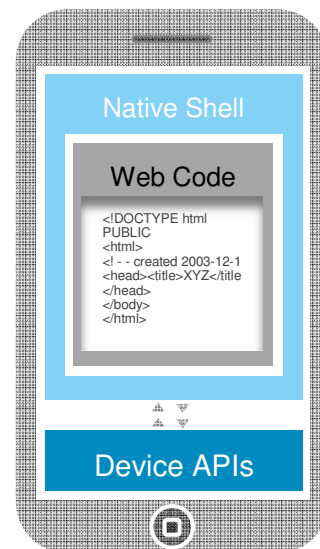 Native Shell
Web Code
<!DOCTYPE html
PUBLIC
<html>
<! - - created 2003-12-1
<head><title>XYZ</title
</head>
</body>
</html>
Device APIs